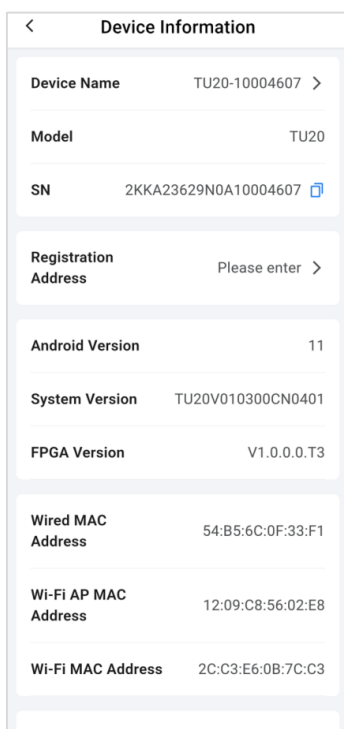 Device Information
Device Name TU20-10004607
Model TU20
SN 2KKA23629N0A10004607
Registration
Address Please enter
Android Version 11
System Version TU20V010300CN0401
FPGA Version V1.0.0.0.T3
Wired MAC
Address 54:B5:6C:0F:33:F1
Wi-Fi AP MAC
Address 12:09:C8:56:02:E8
Wi-Fi MAC Address 2C:C3:E6:0B:7C:C3